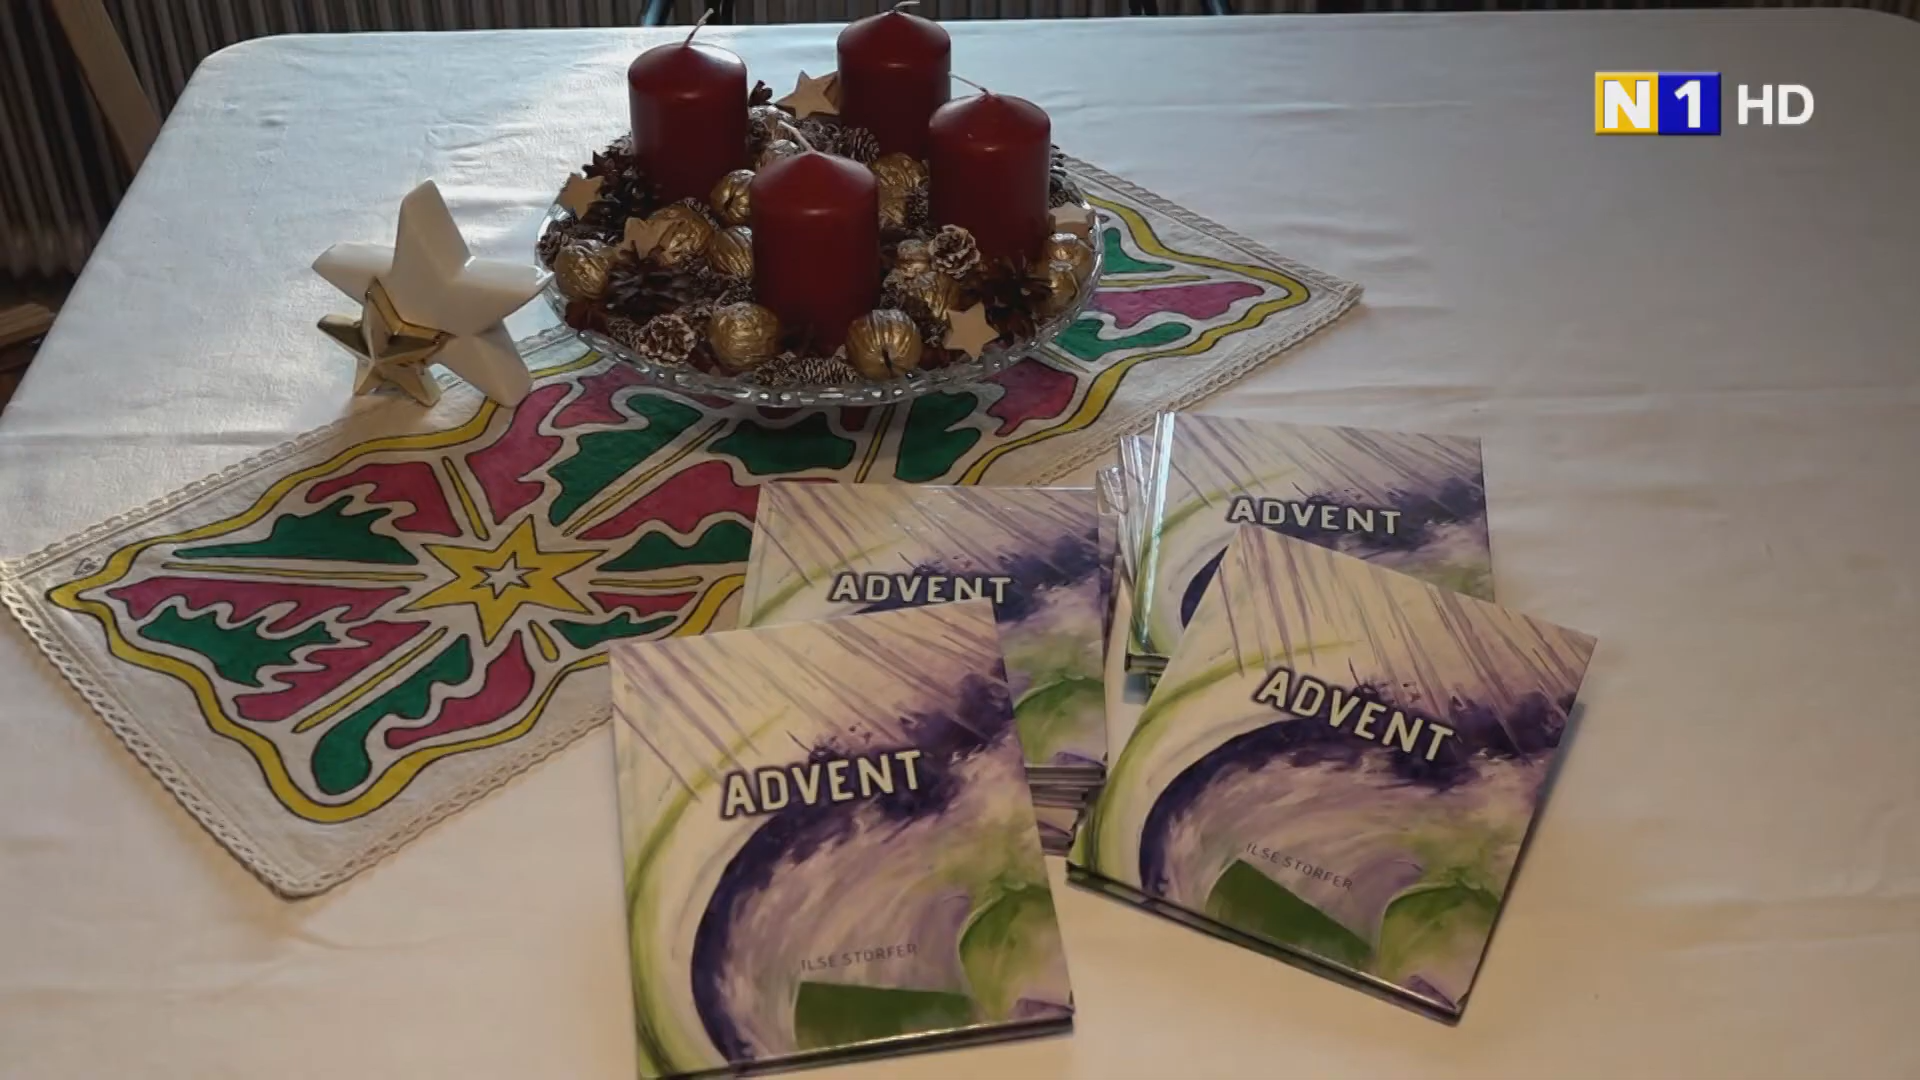 N1 HD
ADVENT
ADVENT
ADVENT
ILSE STORFER
ADVENT
ILSE STORFER